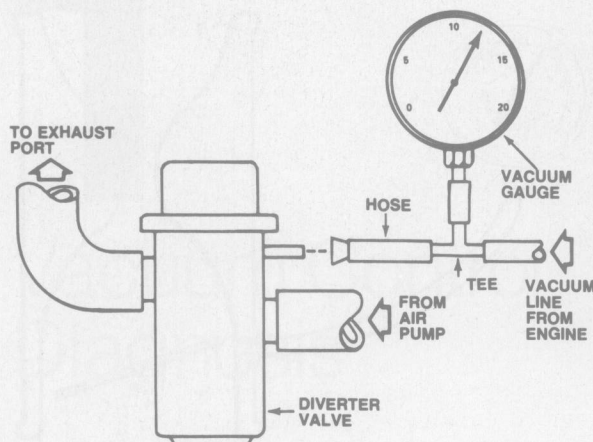 10
5
15
0
20
TO EXHAUST
PORT
VACUUM
GAUGE
HOSE
TEE
VACUUM
LINE
FROM
ENGINE
FROM
AIR
PUMP
DIVERTER
VALVE